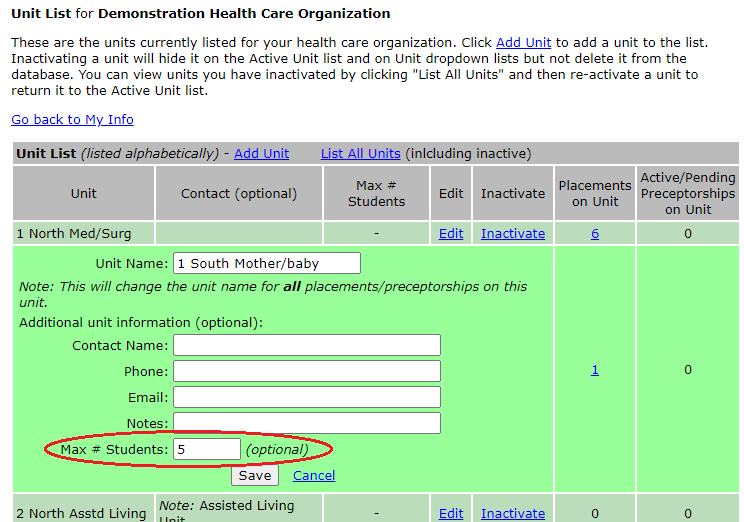 Unit List for Demonstration Health Care Organization
These are the units currently listed for your health care organization. Click Add Unit to add a unit to the list.
Inactivating a unit will hide it on the Active Unit list and on Unit dropdown lists but not delete it from the
database. You can view units you have inactivated by clicking "List All Units" and then re-activate a unit to
return it to the Active Unit list.
Go back to My Info
Unit List (listed alphabetically) - Add Unit List All Units (inlcluding inactive)
Unit Contact (optional) Max # Students Edit Inactivate Placements on Unit Active/Pending Preceptorships on Unit
1 North Med/Surg - Edit Inactivate 6 0
Unit Name: 1 South Mother/baby
Note: This will change the unit name for all placements/preceptorships on this
unit.
Additional unit information (optional):
Contact Name:
Phone: 1 0
Email:
Notes:
Max # Students: 5 (optional)
Save Cancel
2 North Asstd Living Note: Assisted Living - Edit Inactivate 0 0
Unit